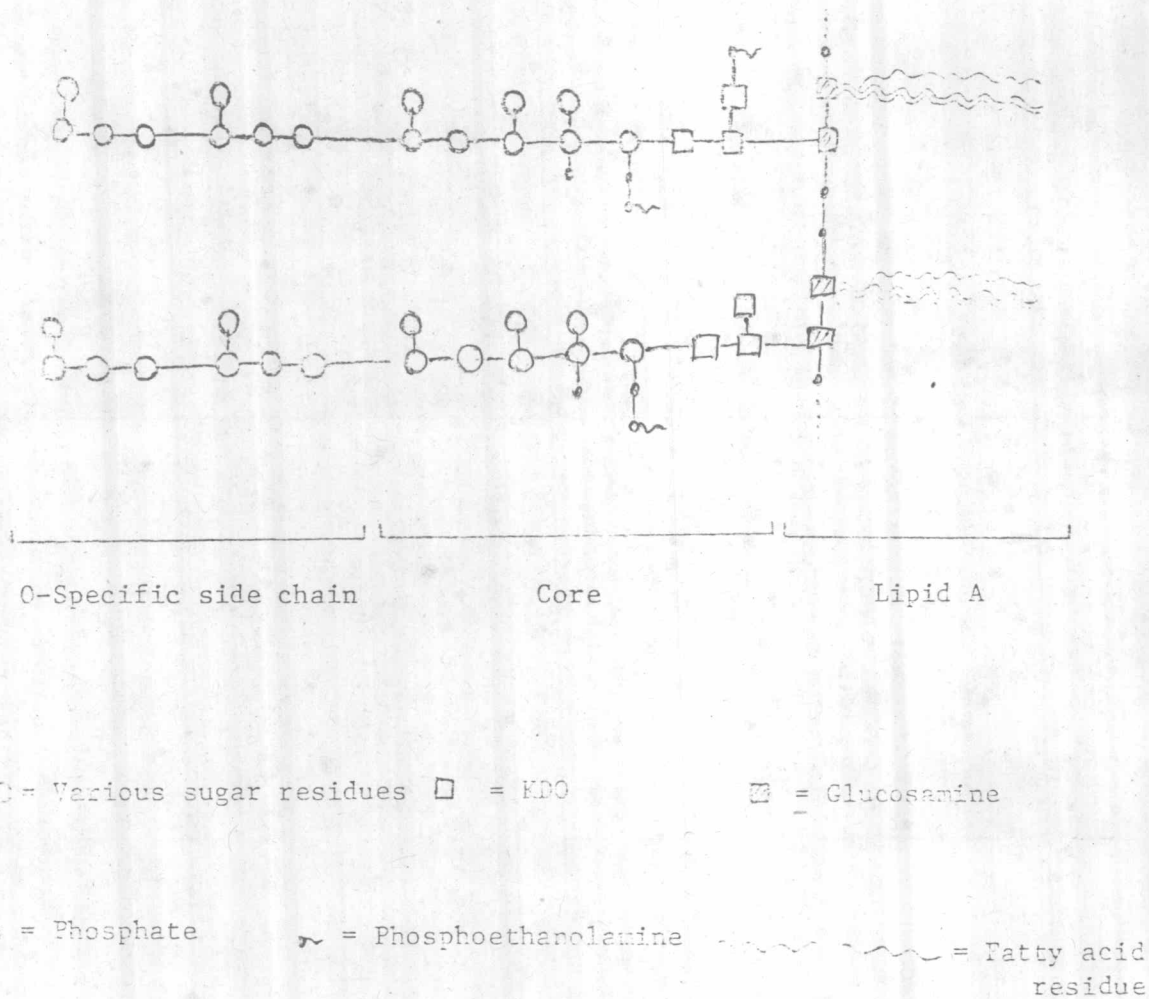 O-Specific side chain Core Lipid A
= Various sugar residues = KDO = Glucosamine
= Phosphate = Phosphoethanolamine = Fatty acid
residue